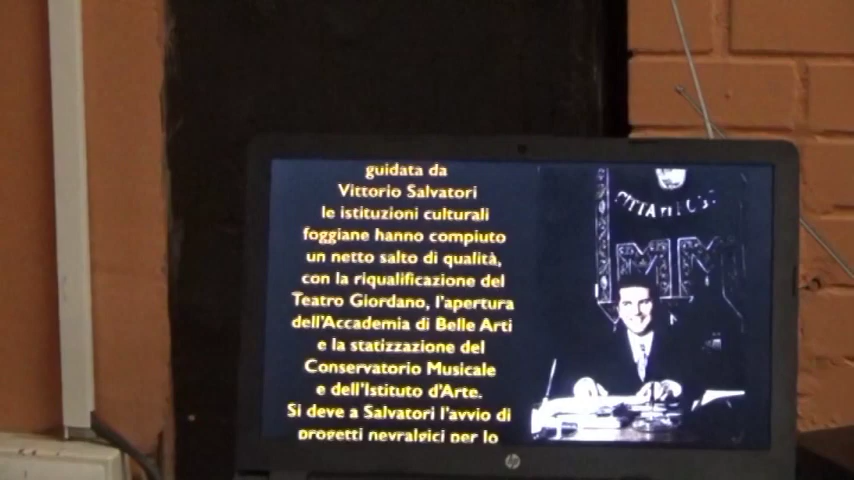 guidata da
Vittorio Salvatori
le istituzioni culturali
foggiane hanno compiuto
un netto salto di qualità,
con la riqualificazione del
Teatro Giordano, l'apertura
dell'Accademia di Belle Arti
e la statizzazione del
Conservatorio Musicale
e dell'Istituto d'Arte.
Si deve a Salvatori l'avvio di
progetti nevralgici per lo
hp